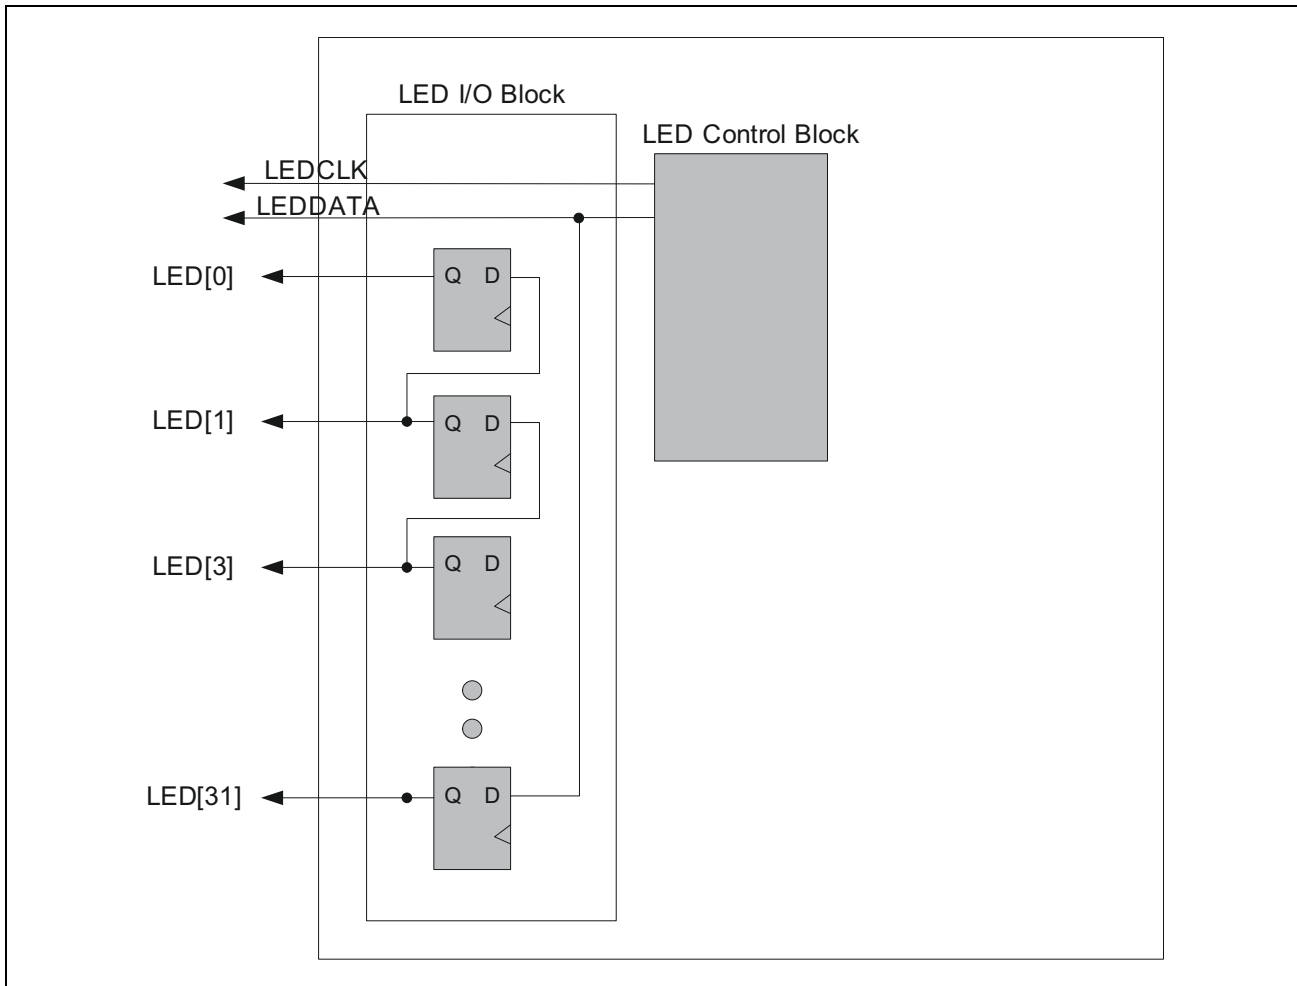 LED I/O Block
LED Control Block
LEDCLK
LEDDATA
LED[0]
Q D
LED[1]
Q D
LED[3]
Q D
LED[31]
Q D